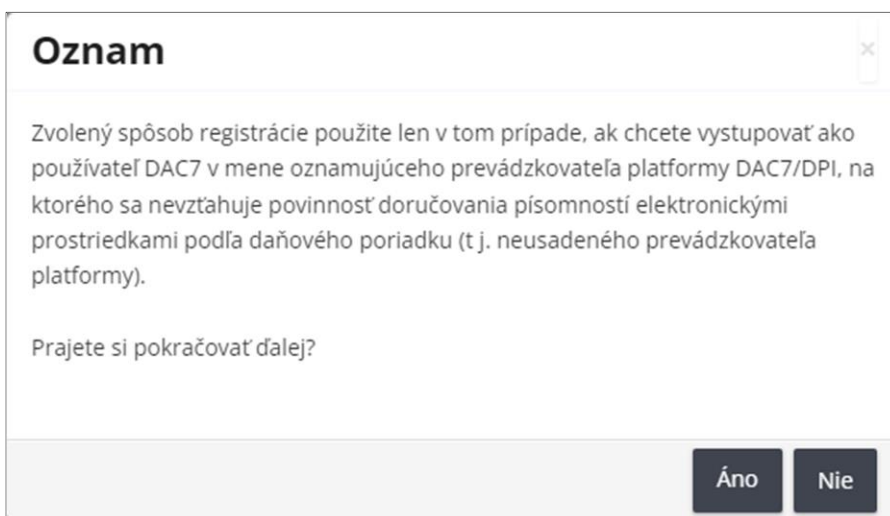 Oznam
×
Zvolený spôsob registrácie použite len v tom prípade, ak chcete vystupovať ako
používateľ DAC7 v mene oznamujúceho prevádzkovateľa platformy DAC7/DPI, na
ktorého sa nevzťahuje povinnosť doručovania písomností elektronickými
prostriedkami podľa daňového poriadku (t j. neusadeného prevádzkovateľa
platformy).
Prajete si pokračovať ďalej?
Áno
Nie